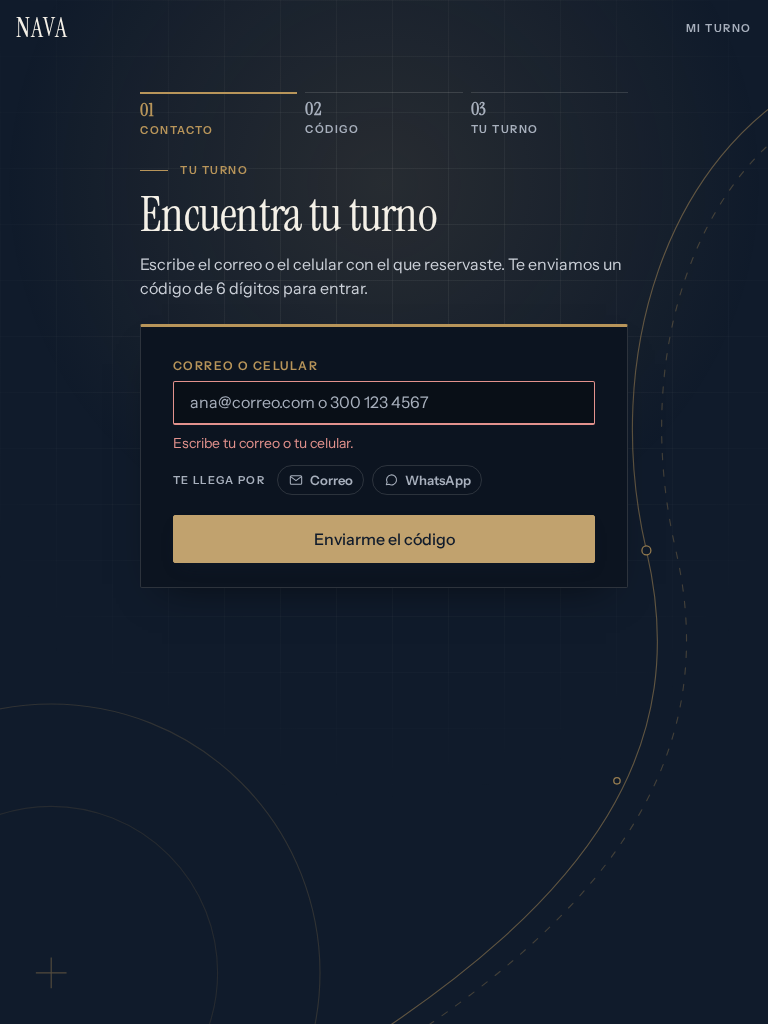 NAVA
MI TURNO
01
CONTACTO
02
CÓDIGO
03
TU TURNO
TU TURNO
Encuentra tu turno
Escribe el correo o el celular con el que reservaste. Te enviamos un
código de 6 dígitos para entrar.
CORREO O CELULAR
ana@correo.com o 300 123 4567
Escribe tu correo o tu celular.
TE LLEGA POR
Correo
WhatsApp
Enviarme el código